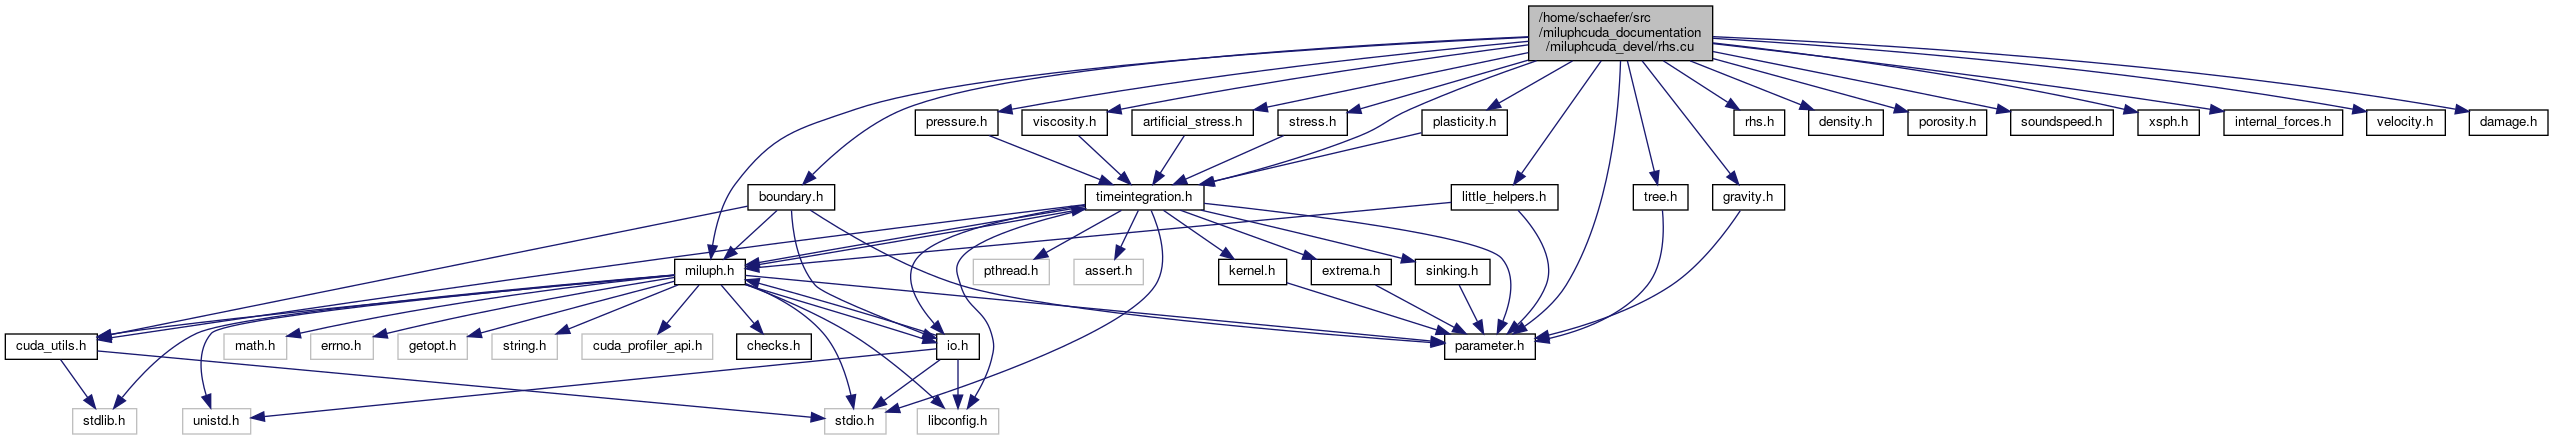 /home/schaefer/src
/miluphcuda_documentation
/miluphcuda_devel/rhs.cu
pressure.h
viscosity.h
artificial_stress.h
stress.h
plasticity.h
rhs.h
density.h
porosity.h
soundspeed.h
xsph.h
internal_forces.h
velocity.h
damage.h
boundary.h
timeintegration.h
little_helpers.h
tree.h
gravity.h
miluph.h
pthread.h
assert.h
kernel.h
extrema.h
sinking.h
cuda_utils.h
math.h
errno.h
getopt.h
string.h
cuda_profiler_api.h
checks.h
io.h
parameter.h
stdlib.h
unistd.h
stdio.h
libconfig.h